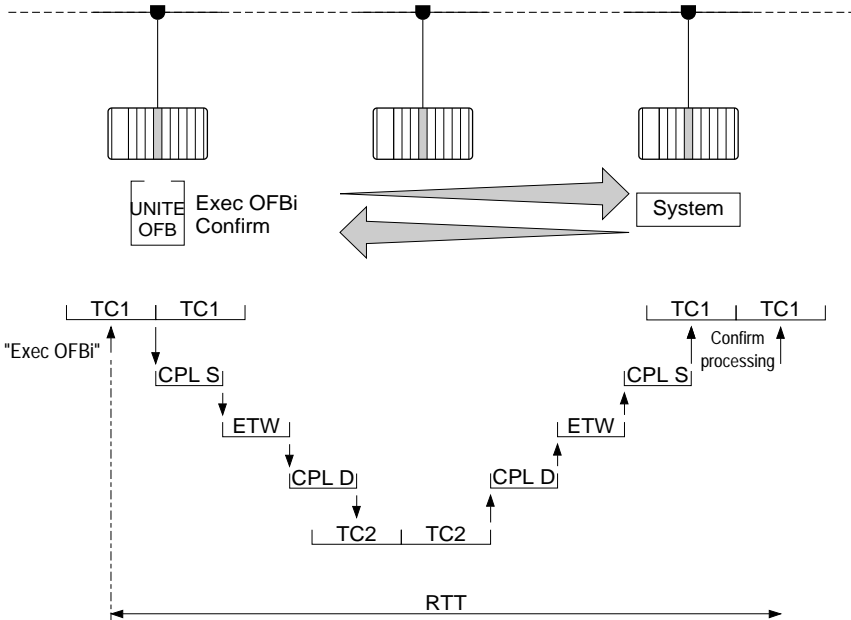 UNITE
OFB
Exec OFBi
Confirm
System
TC1 TC1 TC1 TC1
"Exec OFBi"
Confirm
processing
CPL S CPL S
ETW ETW
CPL D CPL D
TC2 TC2
RTT